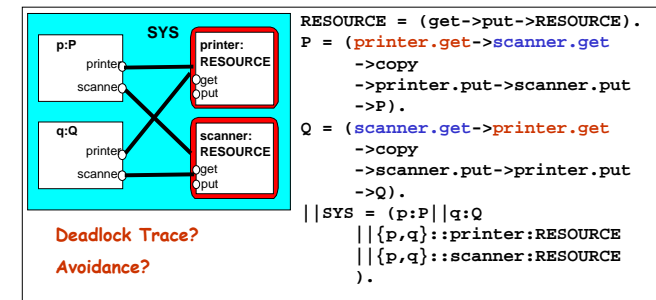 SYS
p:P
printer
scanner
printer:
RESOURCE
get
put
q:Q
printer
scanner
scanner:
RESOURCE
get
put
Deadlock Trace?
Avoidance?
RESOURCE = (get->put->RESOURCE).
P = (printer.get->scanner.get
->copy
->printer.put->scanner.put
->P).
Q = (scanner.get->printer.get
->copy
->scanner.put->printer.put
->Q).
||SYS = (p:P||q:Q
||{p,q}::printer:RESOURCE
||{p,q}::scanner:RESOURCE
).